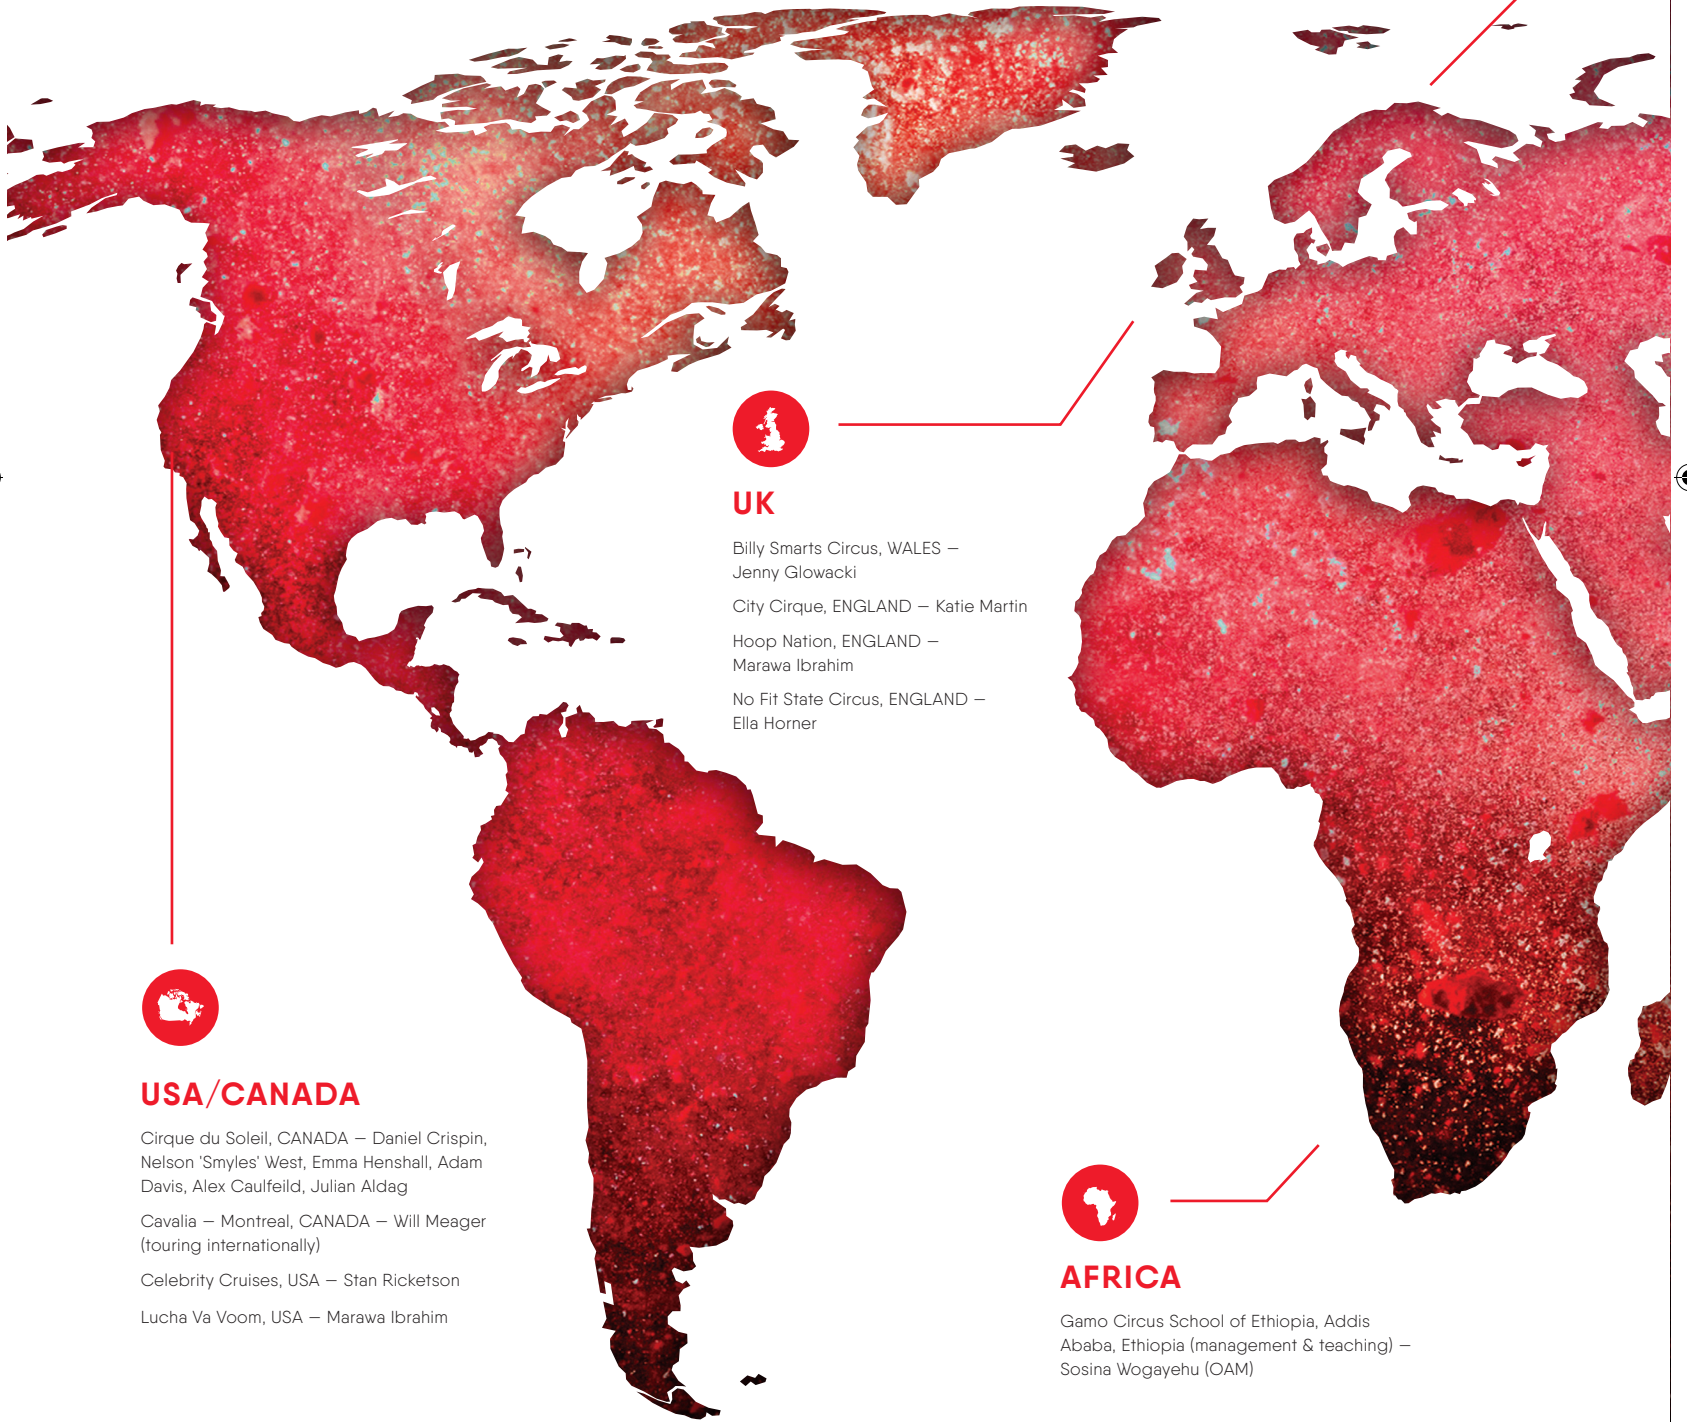 UK
Billy Smarts Circus, WALES –
Jenny Glowacki
City Cirque, ENGLAND – Katie Martin
Hoop Nation, ENGLAND –
Marawa Ibrahim
No Fit State Circus, ENGLAND –
Ella Horner
USA/CANADA
Cirque du Soleil, CANADA – Daniel Crispin,
Nelson 'Smyles' West, Emma Henshall, Adam
Davis, Alex Caulfeild, Julian Aldag
Cavalia – Montreal, CANADA – Will Meager
(touring internationally)
Celebrity Cruises, USA – Stan Ricketson
Lucha Va Voom, USA – Marawa Ibrahim
AFRICA
Gamo Circus School of Ethiopia, Addis
Ababa, Ethiopia (management & teaching) –
Sosina Wogayehu (OAM)